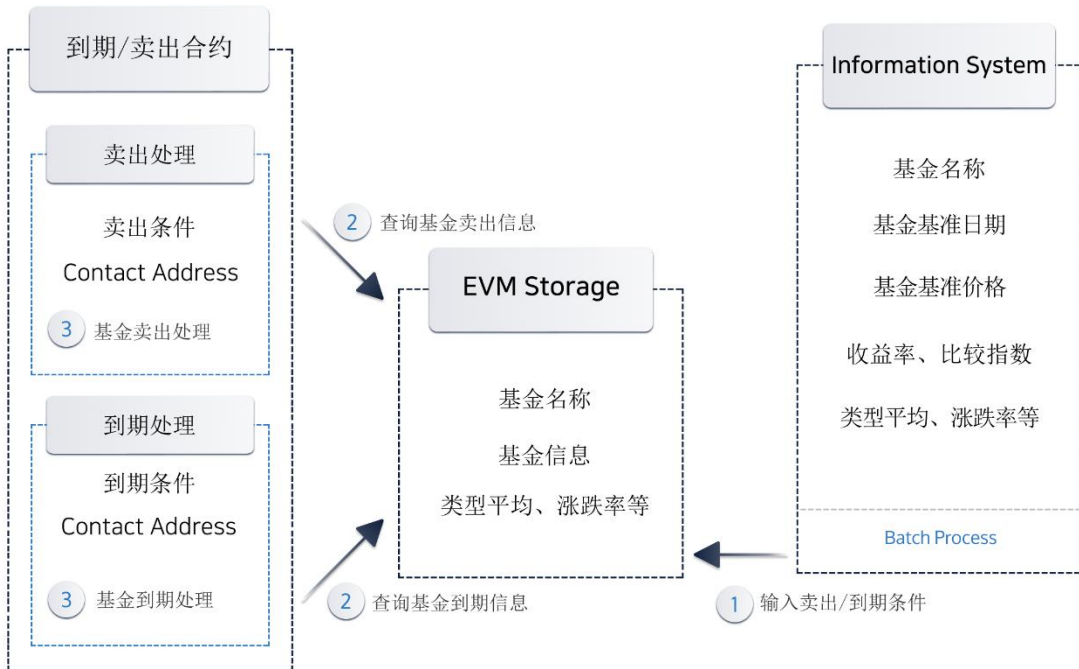 到期/卖出合约
卖出处理
卖出条件
Contact Address
3 基金卖出处理
到期处理
到期条件
Contact Address
3 基金到期处理
2 查询基金卖出信息
EVM Storage
基金名称
基金信息
类型平均、涨跌率等
2 查询基金到期信息
Information System
基金名称
基金基准日期
基金基准价格
收益率、比较指数
类型平均、涨跌率等
Batch Process
1 输入卖出/到期条件